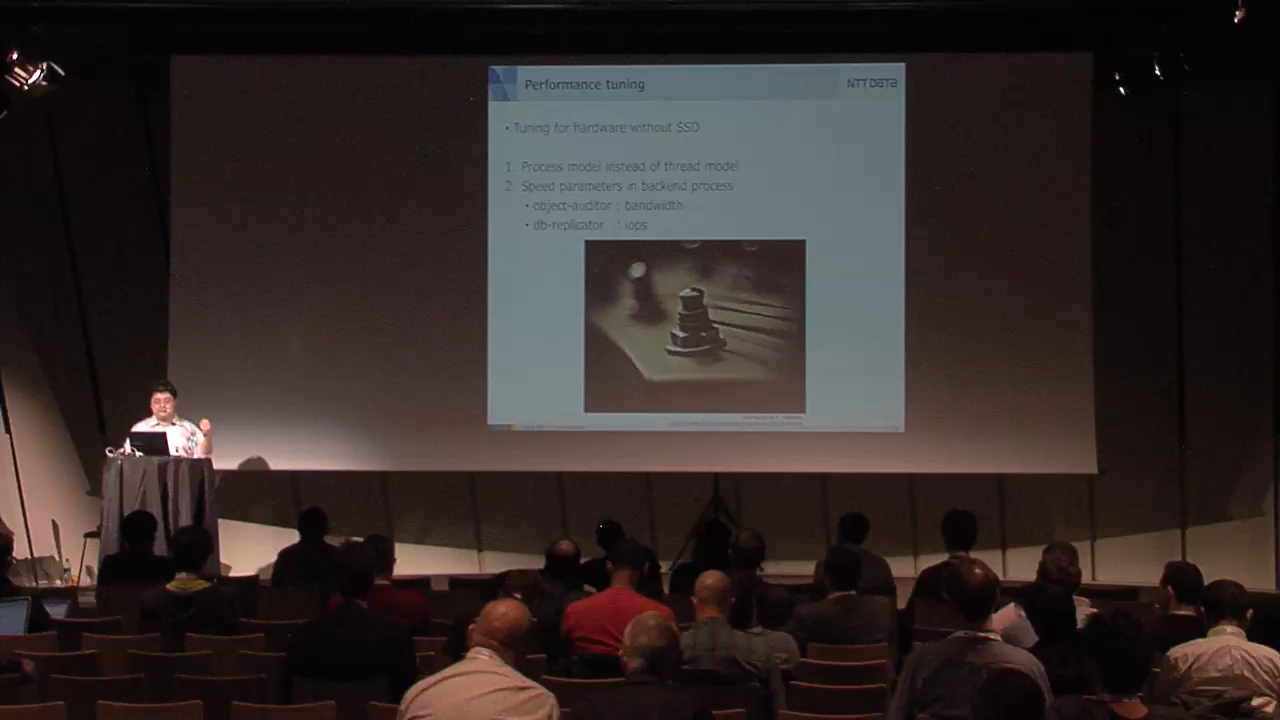 Performance tuning
NTT DATA
• Tuning for hardware without SSD
1. Process model instead of thread model
2. Speed parameters in backend process
• object-auditor : bandwidth
• db-replicator : iops